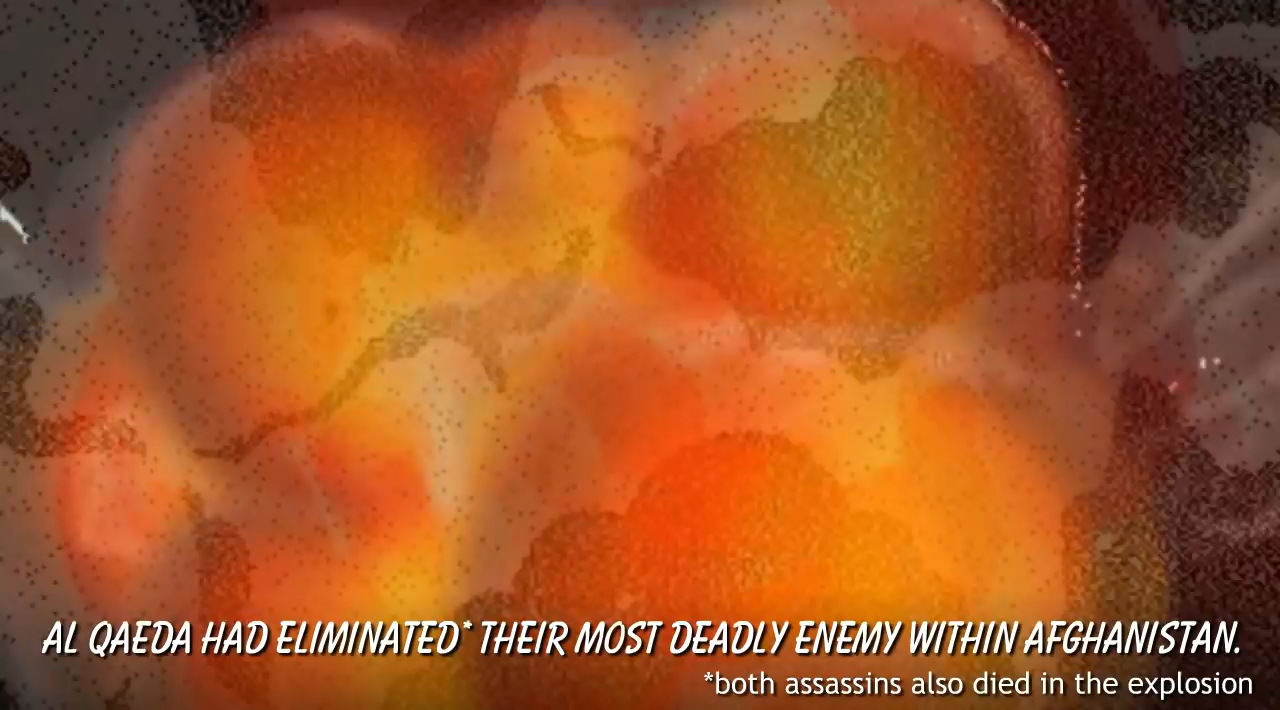 AL QAEDA HAD ELIMINATED* THEIR MOST DEADLY ENEMY WITHIN AFGHANISTAN.
*both assassins also died in the explosion